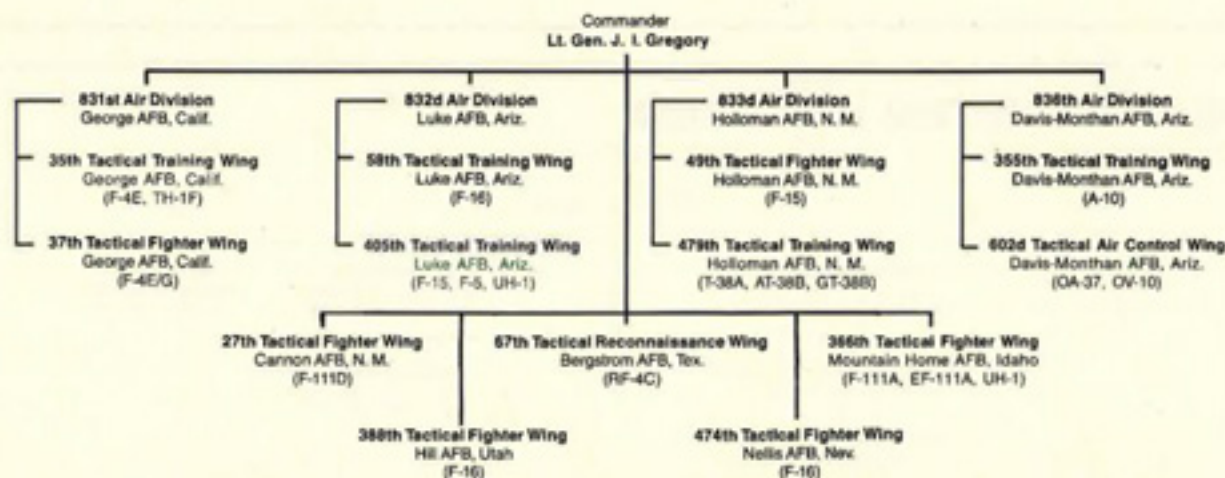 Commander
Lt. Gen. J. I. Gregory
831st Air Division
George AFB, Calif.
35th Tactical Training Wing
George AFB, Calif.
(F-4E, TH-1F)
37th Tactical Fighter Wing
George AFB, Calif.
(F-4E/G)
832d Air Division
Luke AFB, Ariz.
58th Tactical Training Wing
Luke AFB, Ariz.
(F-16)
405th Tactical Training Wing
Luke AFB, Ariz.
(F-15, F-5, UH-1)
833d Air Division
Holloman AFB, N. M.
49th Tactical Fighter Wing
Holloman AFB, N. M.
(F-15)
479th Tactical Training Wing
Holloman AFB, N. M.
(T-38A, AT-38B, GT-38B)
836th Air Division
Davis-Monthan AFB, Ariz.
355th Tactical Training Wing
Davis-Monthan AFB, Ariz.
(A-10)
602d Tactical Air Control Wing
Davis-Monthan AFB, Ariz.
(OA-37, OV-10)
27th Tactical Fighter Wing
Cannon AFB, N. M.
(F-111D)
67th Tactical Reconnaissance Wing
Bergstrom AFB, Tex.
(RF-4C)
366th Tactical Fighter Wing
Mountain Home AFB, Idaho
(F-111A, EF-111A, UH-1)
388th Tactical Fighter Wing
Hill AFB, Utah
(F-16)
474th Tactical Fighter Wing
Nellis AFB, Nev.
(F-16)